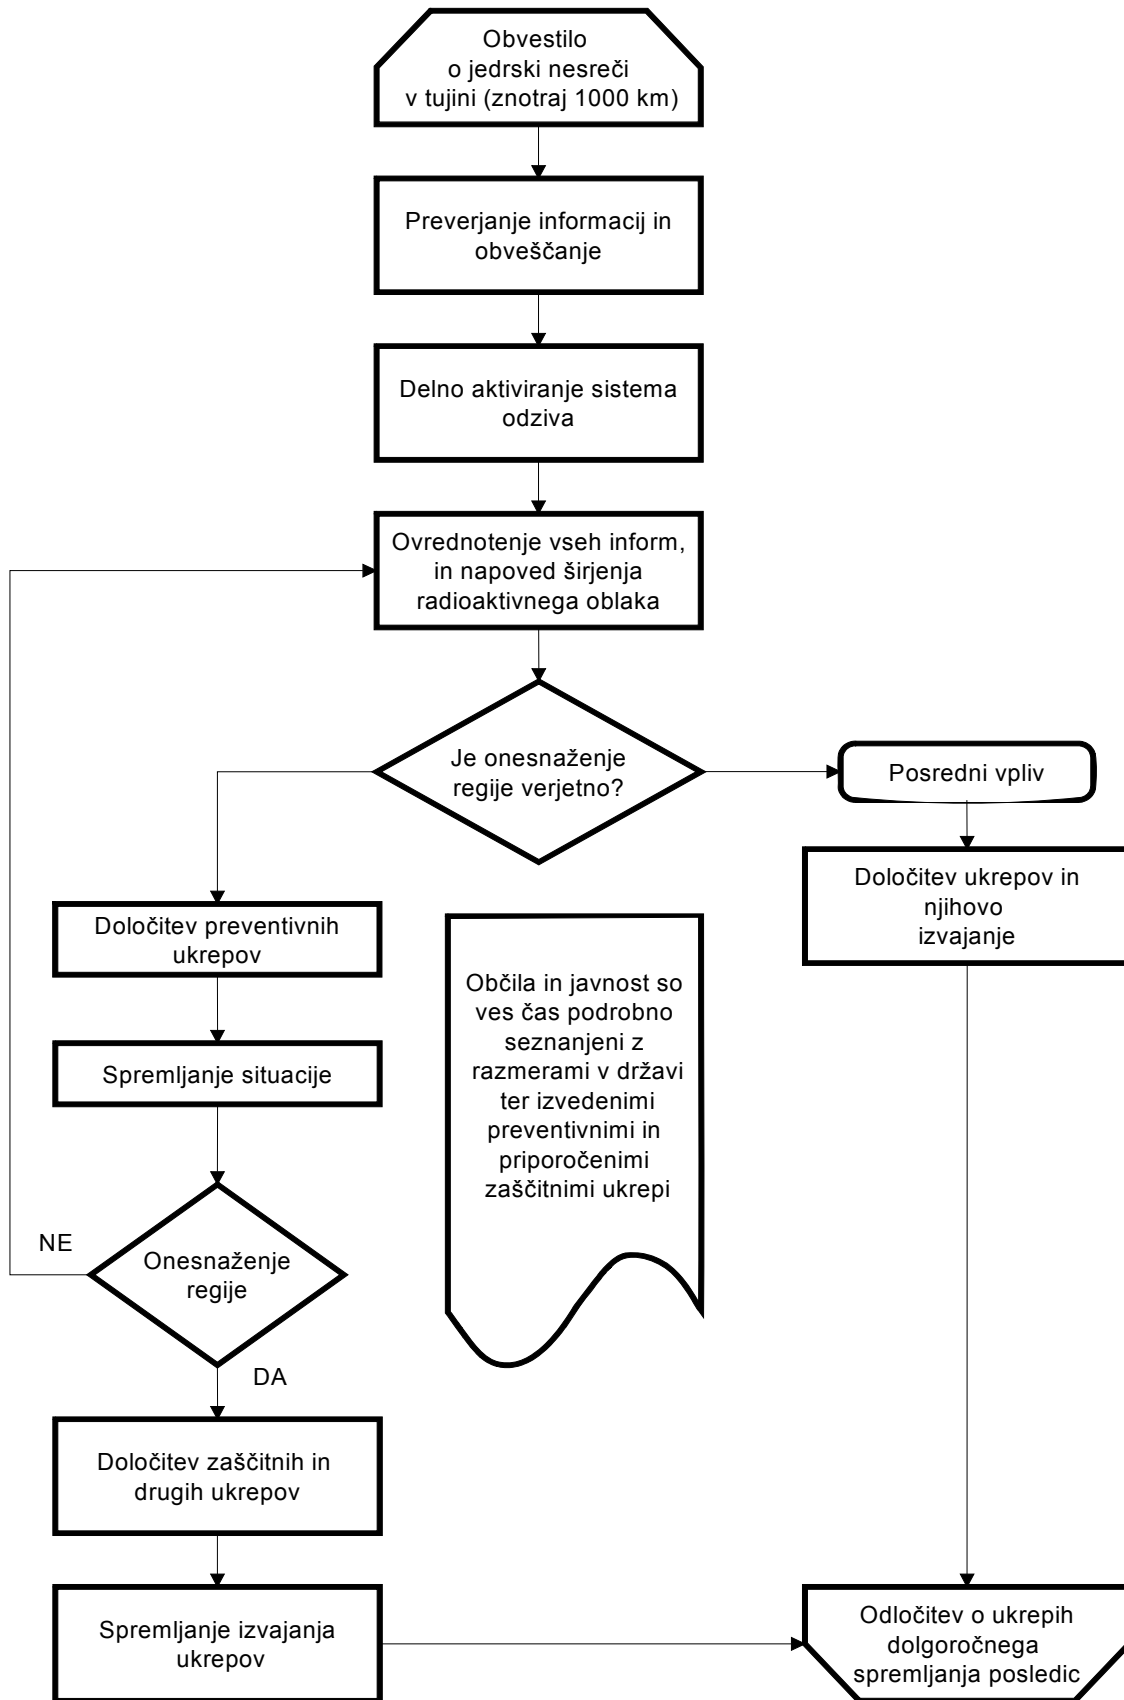 Obvestilo
o jedrski nesreči
v tujini (znotraj 1000 km)
Preverjanje informacij in
obveščanje
Delno aktiviranje sistema
odziva
Ovrednotenje vseh inform,
in napoved širjenja
radioaktivnega oblaka
Je onesnaženje
regije verjetno?
Posredni vpliv
Določitev ukrepov in
njihovo
izvajanje
Določitev preventivnih
ukrepov
Občila in javnost so
ves čas podrobno
seznanjeni z
razmerami v državi
ter izvedenimi
preventivnimi in
priporočenimi
zaščitnimi ukrepi
Spremljanje situacije
NE
Onesnaženje
regije
DA
Določitev zaščitnih in
drugih ukrepov
Spremljanje izvajanja
ukrepov
Odločitev o ukrepih
dolgoročnega
spremljanja posledic